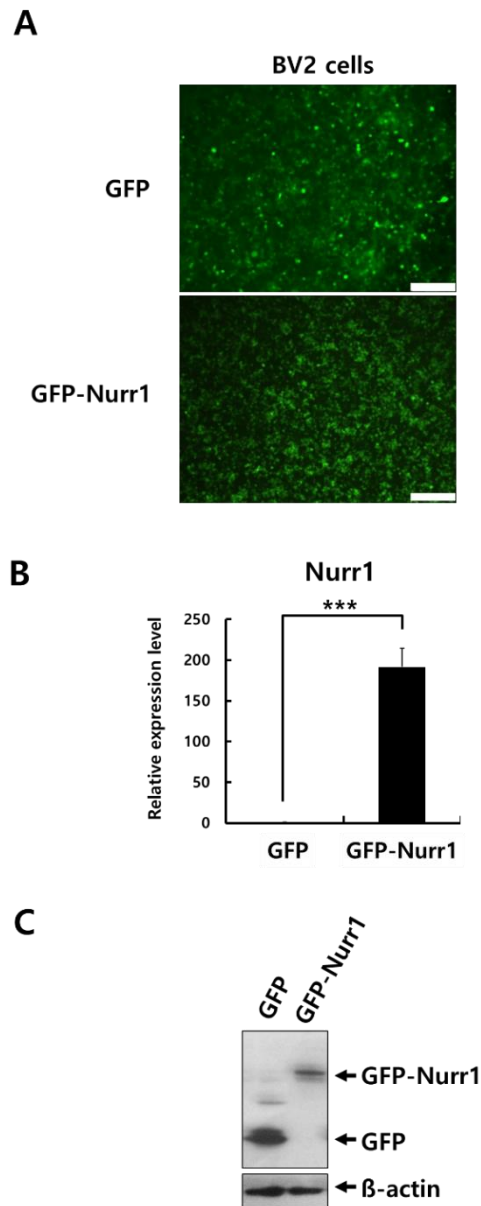 A
BV2 cells
GFP
GFP-Nurr1
B
Nurr1
***
Relative expression level
250
200
150
100
50
0
GFP
GFP-Nurr1
C
GFP
GFP-Nurr1
GFP-Nurr1
GFP
ß-actin